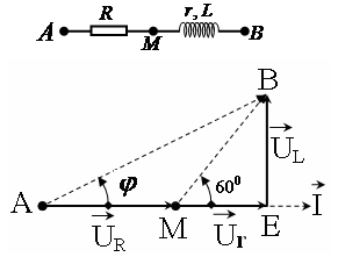 R r, L
A M B
B
φ 60⁰ U_L
A M E I
U_R U_r